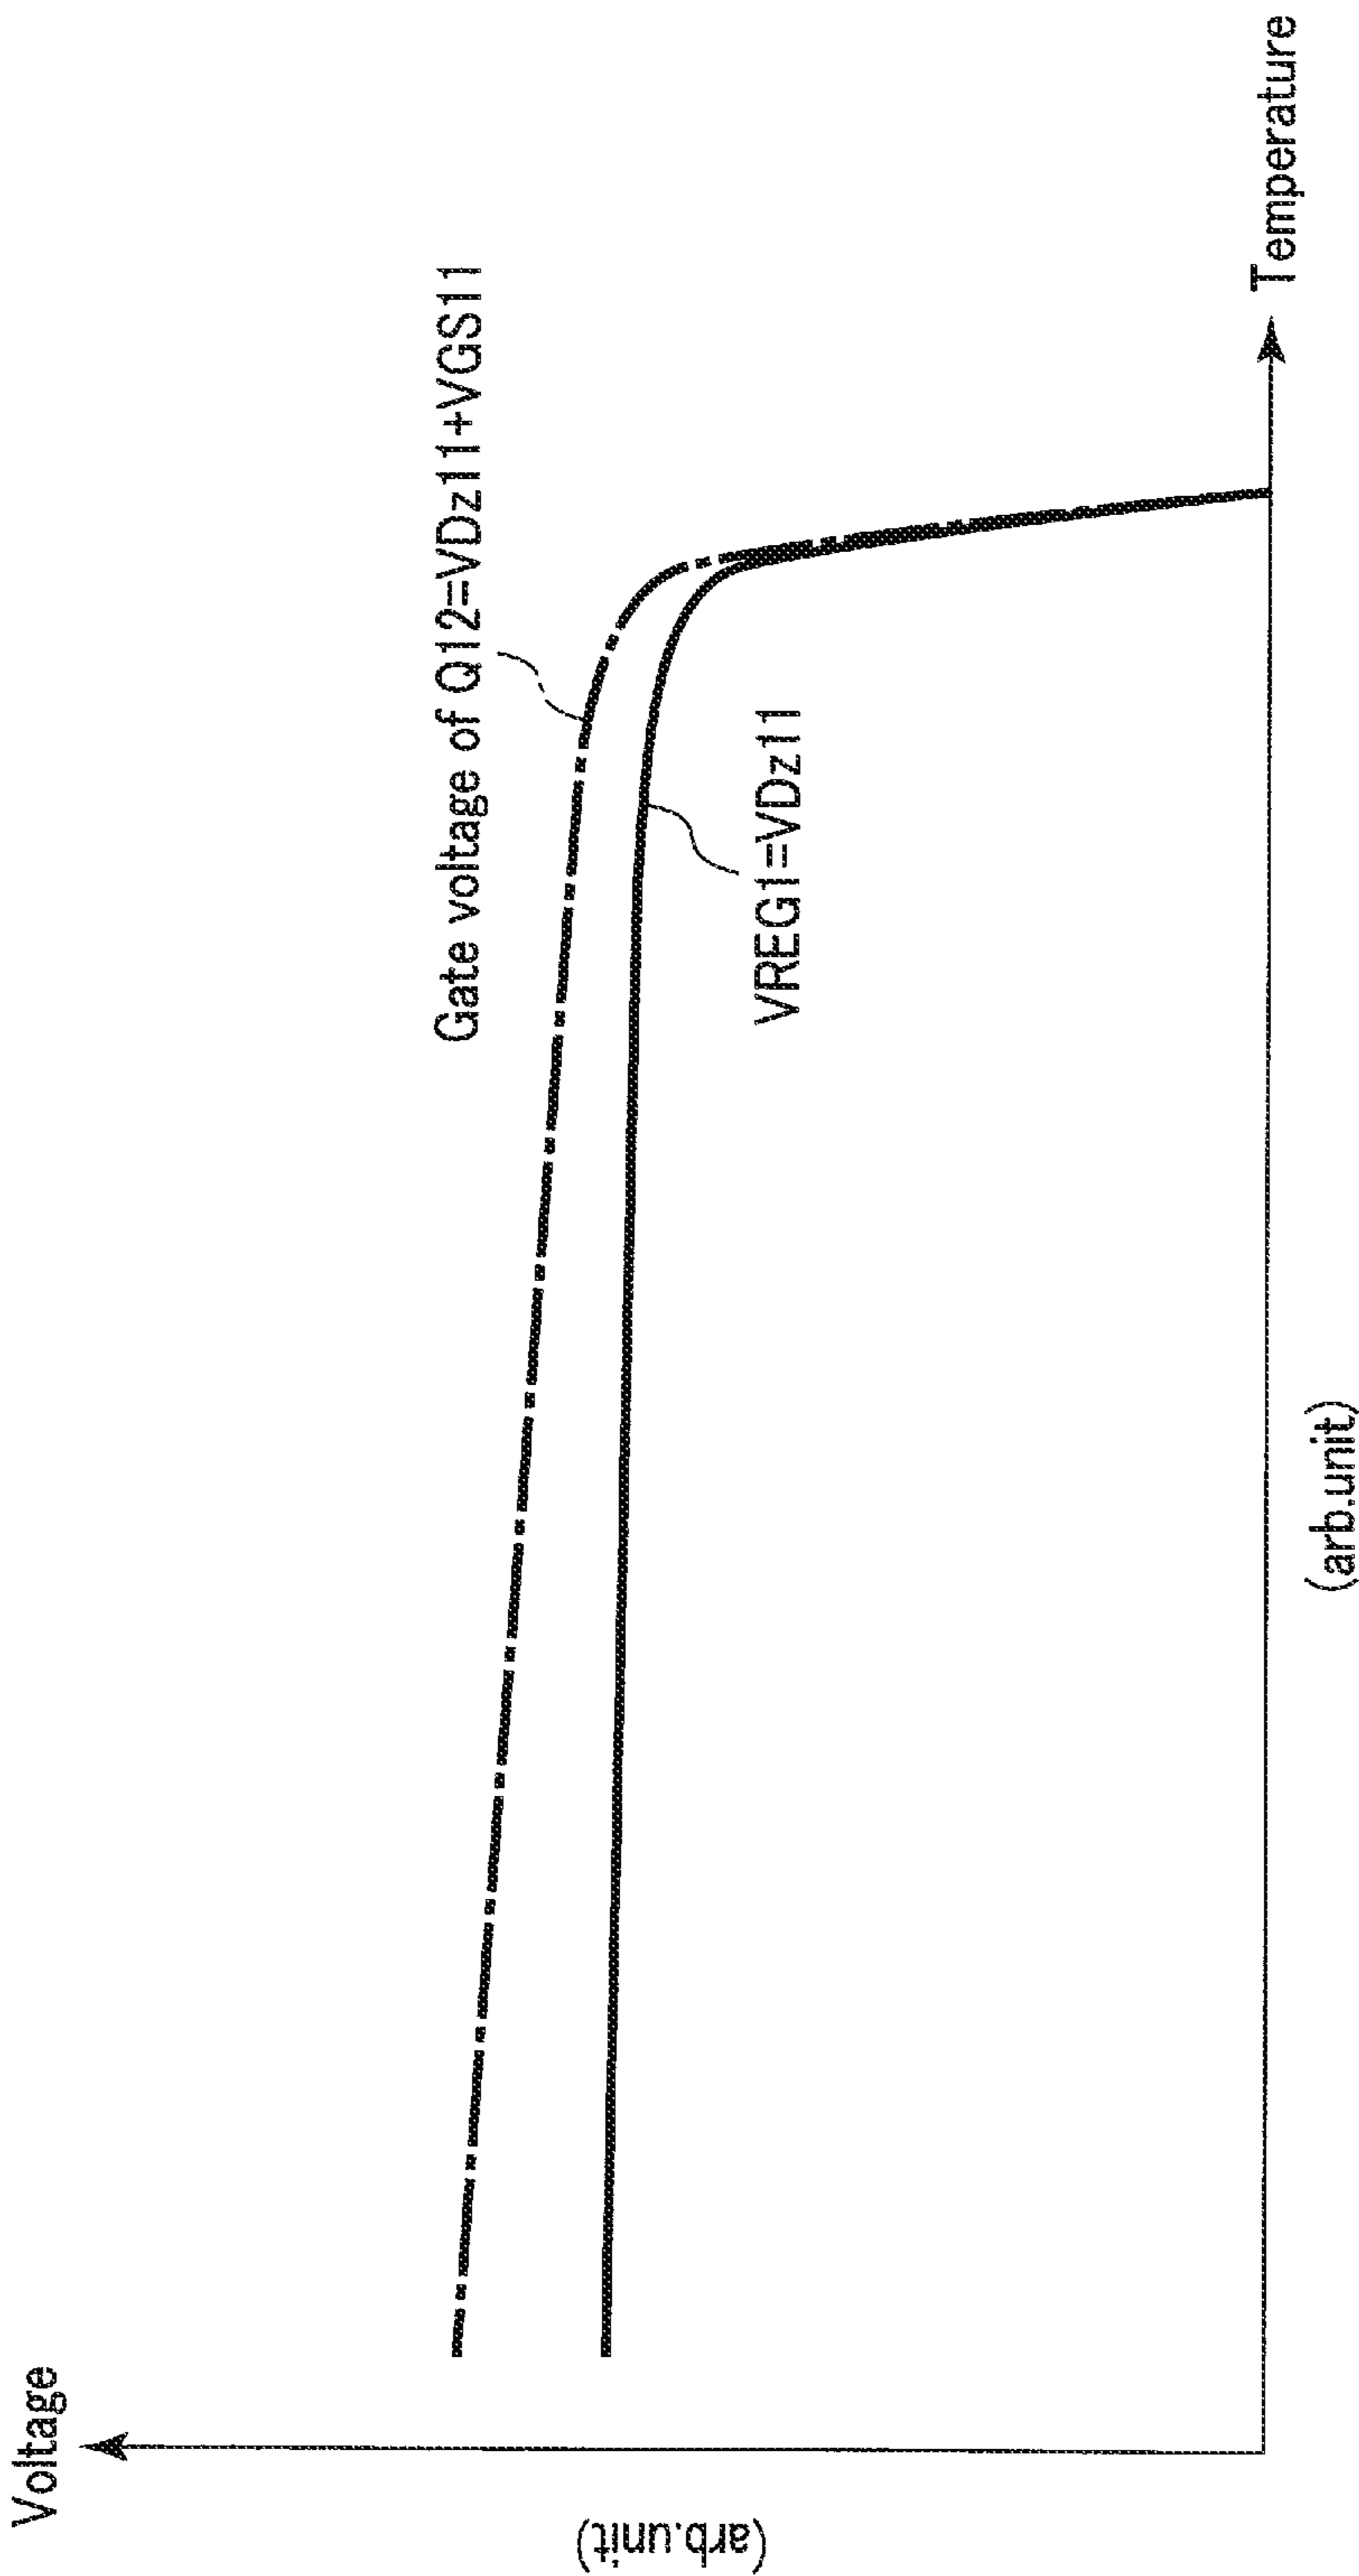 Voltage
(arb.unit)
Gate voltage of Q12=VDz11+VGS11
VREG1=VDz11
Temperature
(arb.unit)